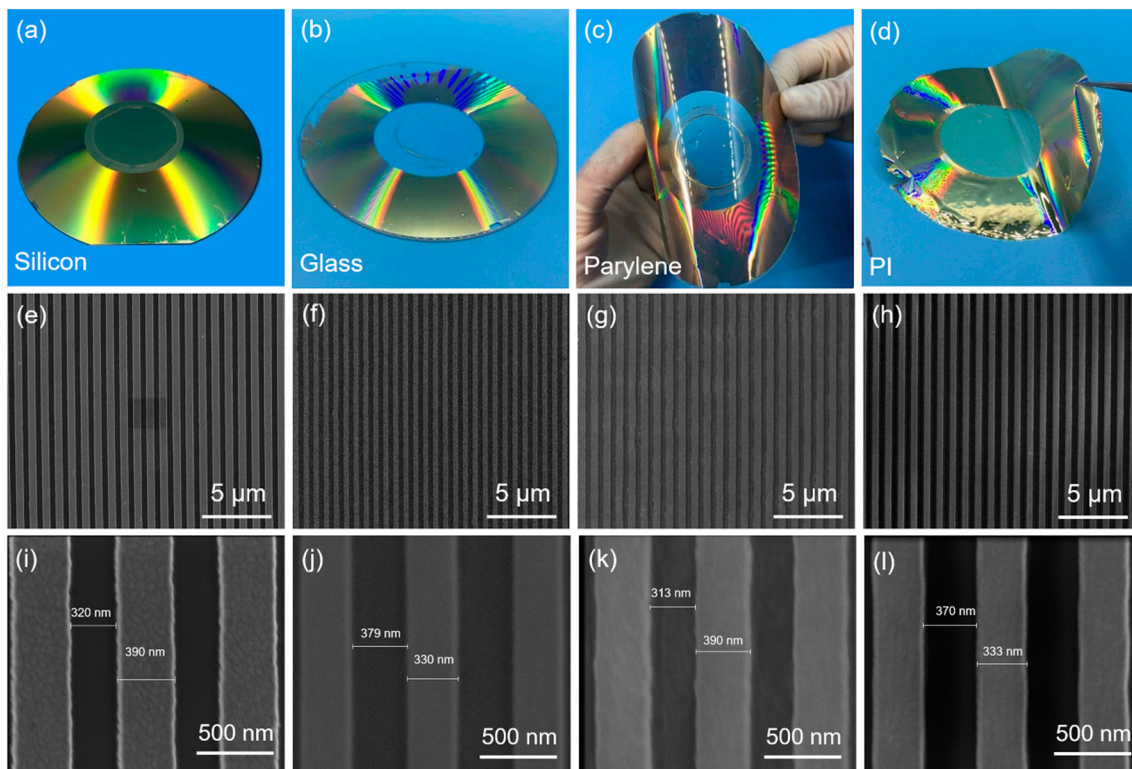 (a)
Silicon
(b)
Glass
(c)
Parylene
(d)
PI
(e)
5 µm
(f)
5 µm
(g)
5 µm
(h)
5 µm
(i)
320 nm
390 nm
500 nm
(j)
379 nm
330 nm
500 nm
(k)
313 nm
390 nm
500 nm
(l)
370 nm
333 nm
500 nm